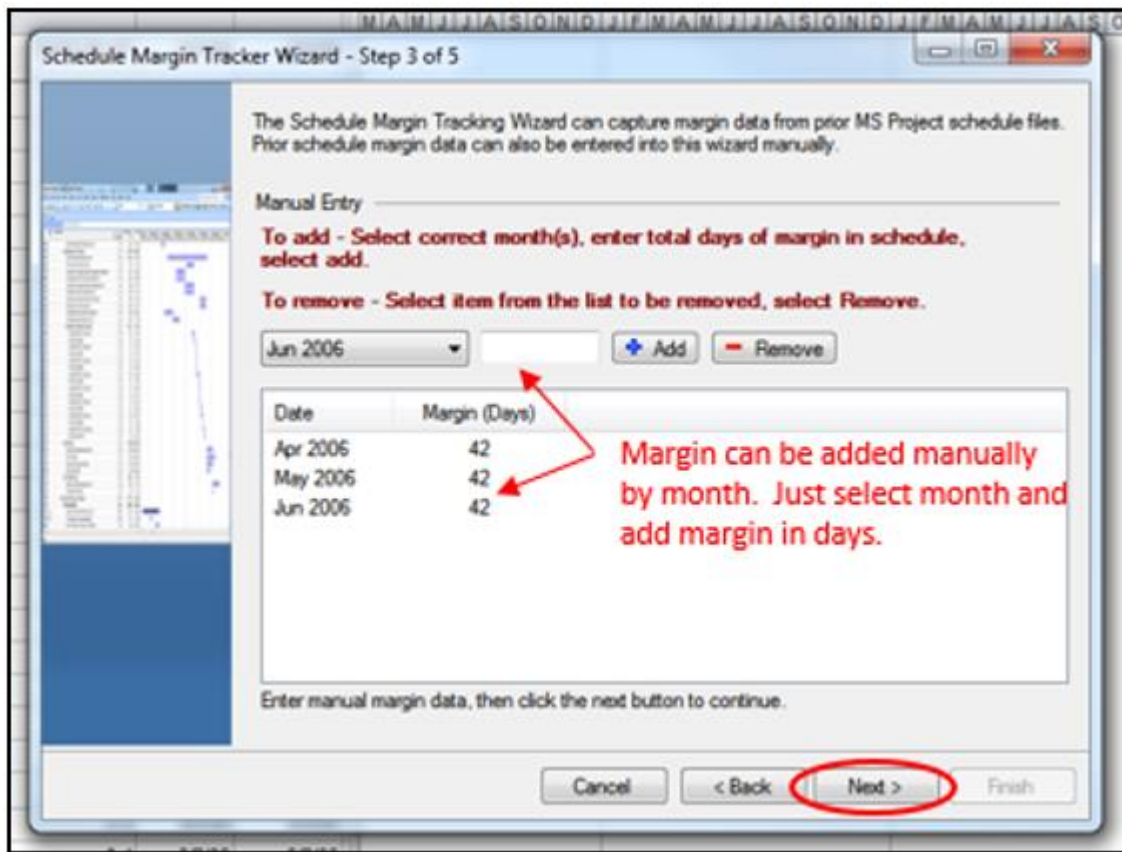 M A M J J A S O N D J F M A M J J A S O N D J F M A M J J A S O
Schedule Margin Tracker Wizard - Step 3 of 5
The Schedule Margin Tracking Wizard can capture margin data from prior MS Project schedule files.
Prior schedule margin data can also be entered into this wizard manually.
Manual Entry
To add - Select correct month(s), enter total days of margin in schedule,
select add.
To remove - Select item from the list to be removed, select Remove.
Jun 2006 Add Remove
Date Margin (Days)
Apr 2006 42
May 2006 42
Jun 2006 42
Margin can be added manually
by month. Just select month and
add margin in days.
Enter manual margin data, then click the next button to continue.
Cancel < Back Next > Finish